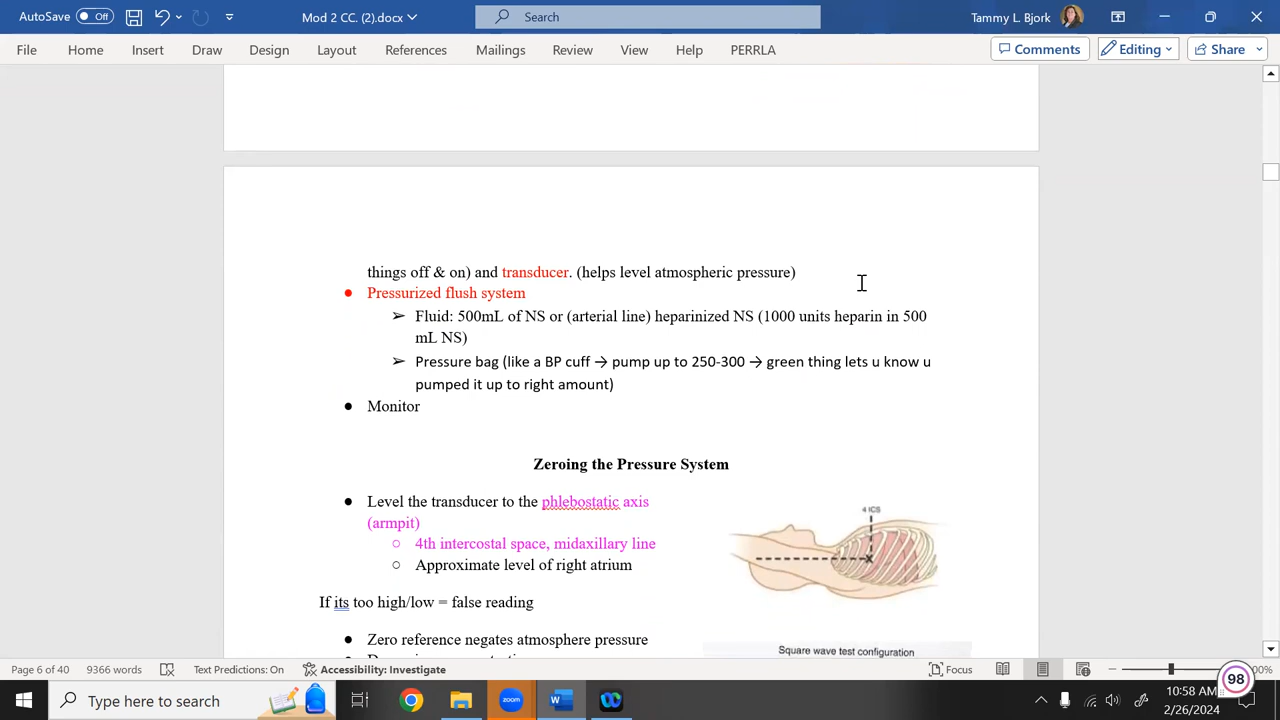 AutoSave Off Mod 2 CC. (2).docx Search Tammy L. Bjork
File Home Insert Draw Design Layout References Mailings Review View Help PERRLA Comments Editing Share
things off & on) and transducer. (helps level atmospheric pressure)
● Pressurized flush system
➢ Fluid: 500mL of NS or (arterial line) heparinized NS (1000 units heparin in 500
mL NS)
➢ Pressure bag (like a BP cuff → pump up to 250-300 → green thing lets u know u
pumped it up to right amount)
● Monitor
Zeroing the Pressure System
● Level the transducer to the phlebostatic axis
(armpit)
○ 4th intercostal space, midaxillary line
○ Approximate level of right atrium
4 ICS
x
If its too high/low = false reading
● Zero reference negates atmosphere pressure
Square wave test configuration
Page 6 of 40 9366 words Text Predictions: On Accessibility: Investigate Focus
98
Type here to search zoom W 10:58 AM
2/26/2024